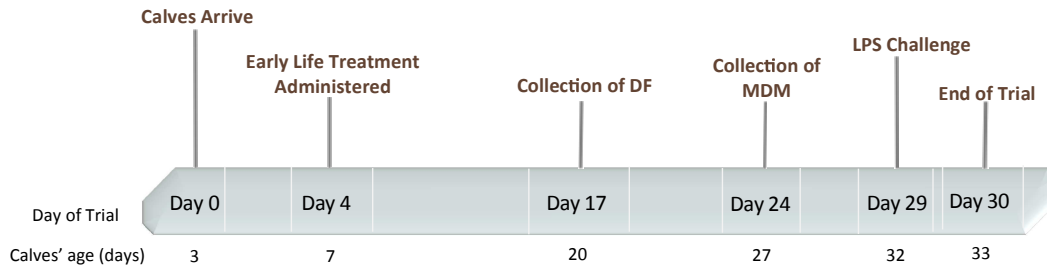 Calves Arrive
LPS Challenge
Early Life Treatment
Administered
Collection of
MDM
Collection of DF
End of Trial
Day of Trial Day 0 Day 4 Day 17 Day 24 Day 29 Day 30
Calves' age (days) 3 7 20 27 32 33